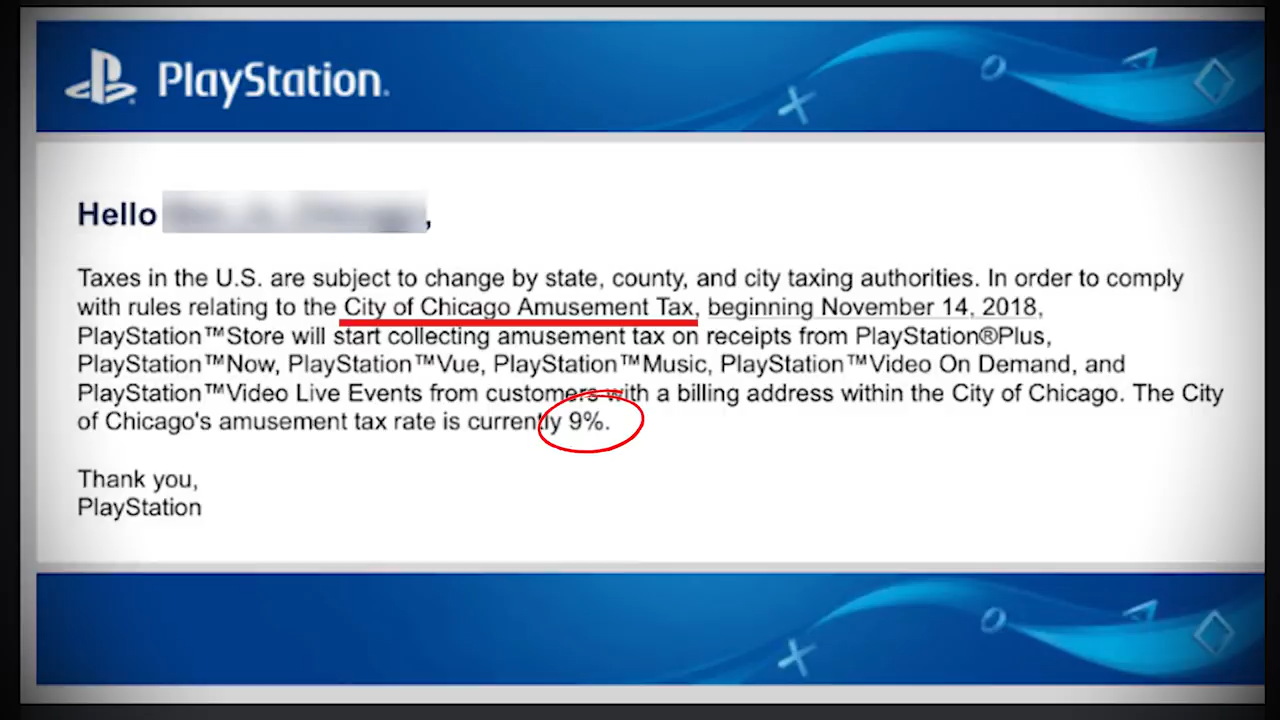 PlayStation®
Hello ,
Taxes in the U.S. are subject to change by state, county, and city taxing authorities. In order to comply
with rules relating to the City of Chicago Amusement Tax, beginning November 14, 2018,
PlayStation™Store will start collecting amusement tax on receipts from PlayStation®Plus,
PlayStation™Now, PlayStation™Vue, PlayStation™Music, PlayStation™Video On Demand, and
PlayStation™Video Live Events from customers with a billing address within the City of Chicago. The City
of Chicago's amusement tax rate is currently 9%.
Thank you,
PlayStation